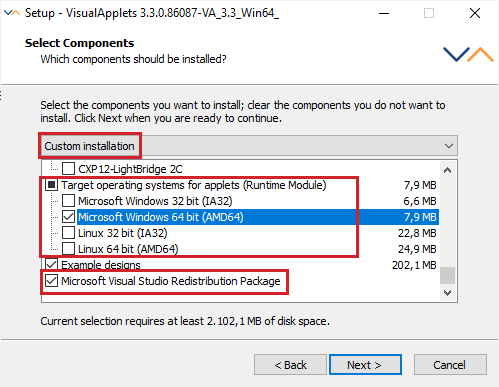 Setup - VisualApplets 3.3.0.86087-VA_3.3_Win64_
Select Components
Which components should be installed?
Select the components you want to install; clear the components you do not want to
install. Click Next when you are ready to continue.
Custom installation
CXP12-LightBridge 2C
Target operating systems for applets (Runtime Module) 7,9 MB
Microsoft Windows 32 bit (IA32) 6,6 MB
Microsoft Windows 64 bit (AMD64) 7,9 MB
Linux 32 bit (IA32) 22,8 MB
Linux 64 bit (AMD64) 24,9 MB
Example designs 202,1 MB
Microsoft Visual Studio Redistribution Package
Current selection requires at least 2.102,1 MB of disk space.
< Back Next > Cancel